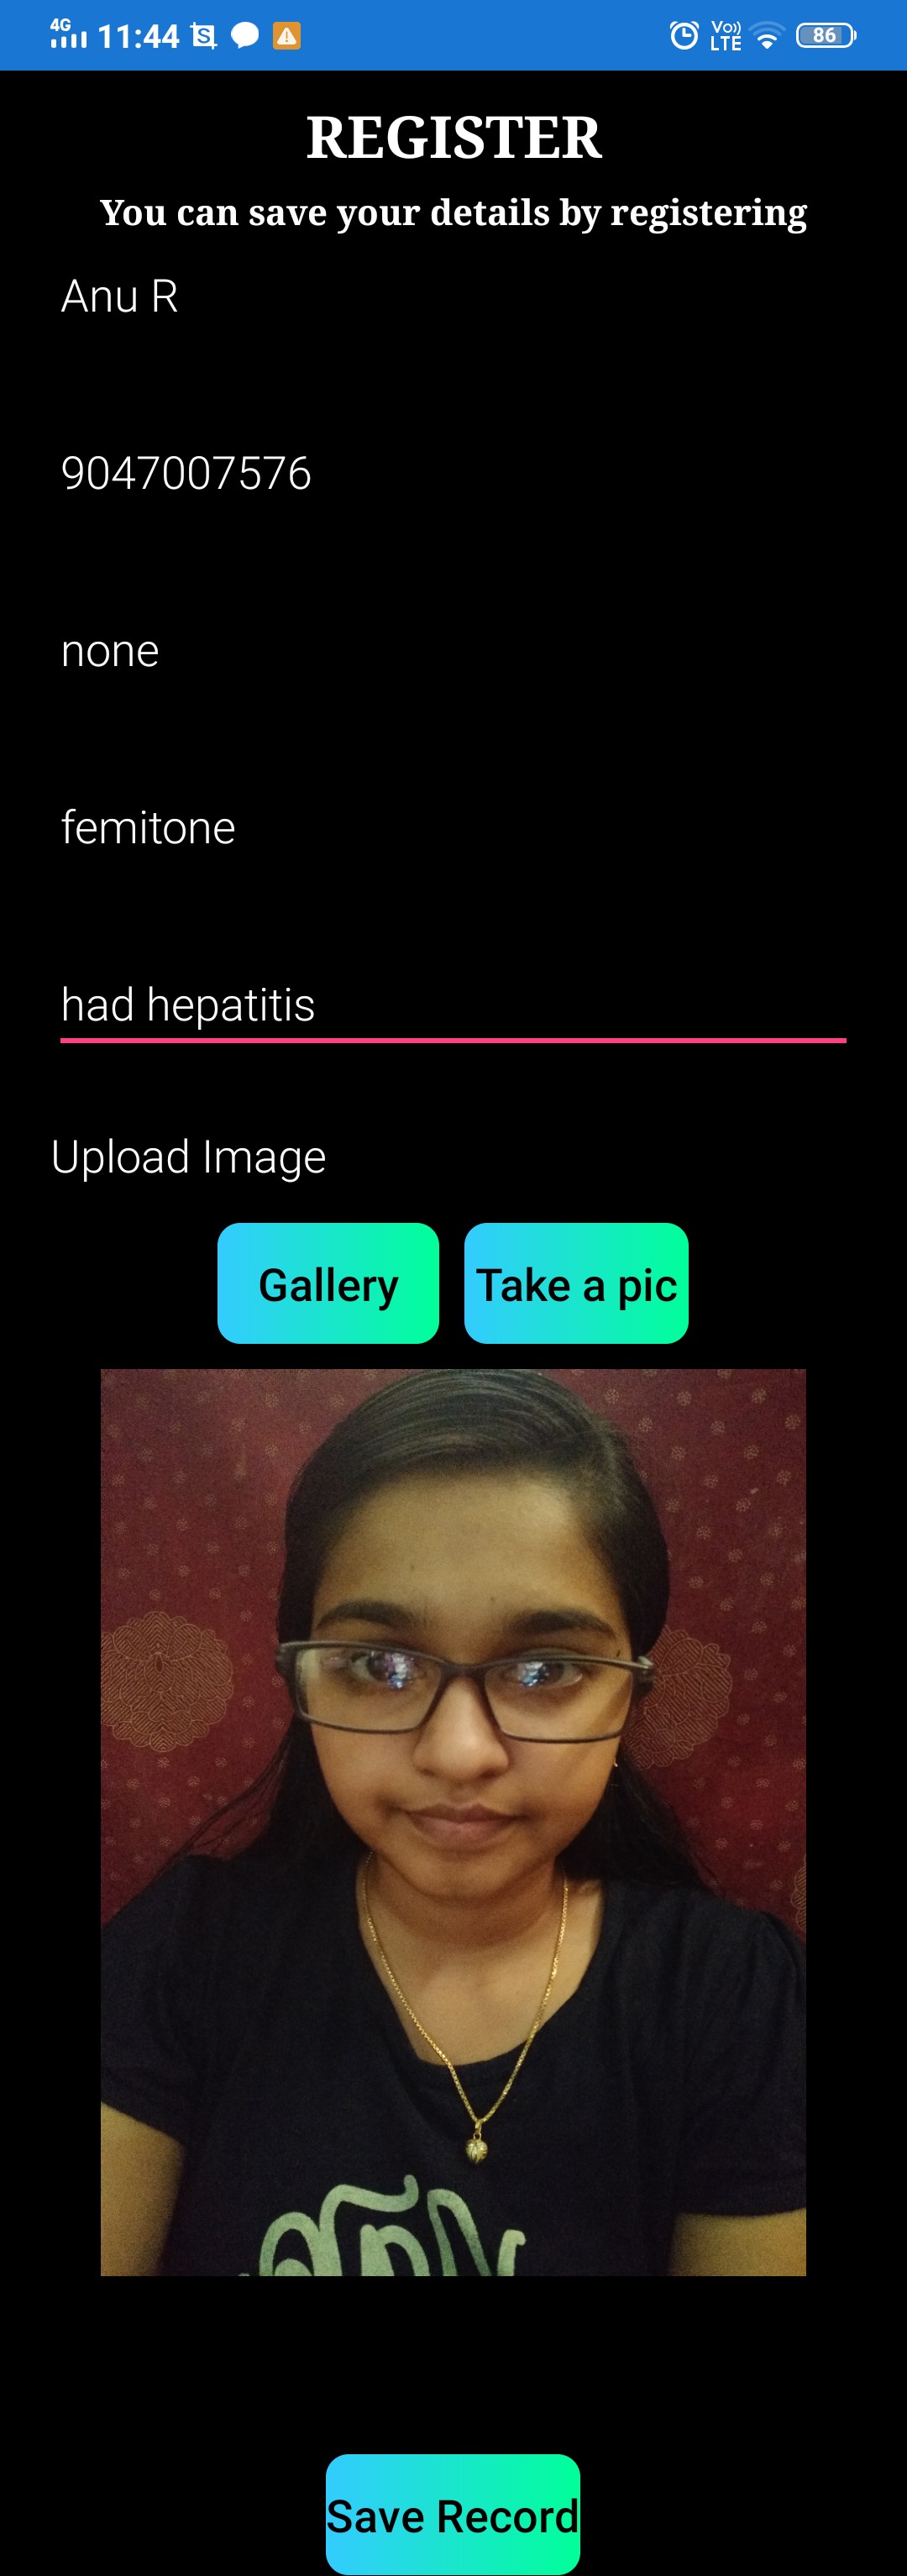 4G 11:44 Vo)) LTE 86
REGISTER
You can save your details by registering
Anu R
9047007576
none
femitone
had hepatitis
Upload Image
Gallery Take a pic
Save Record